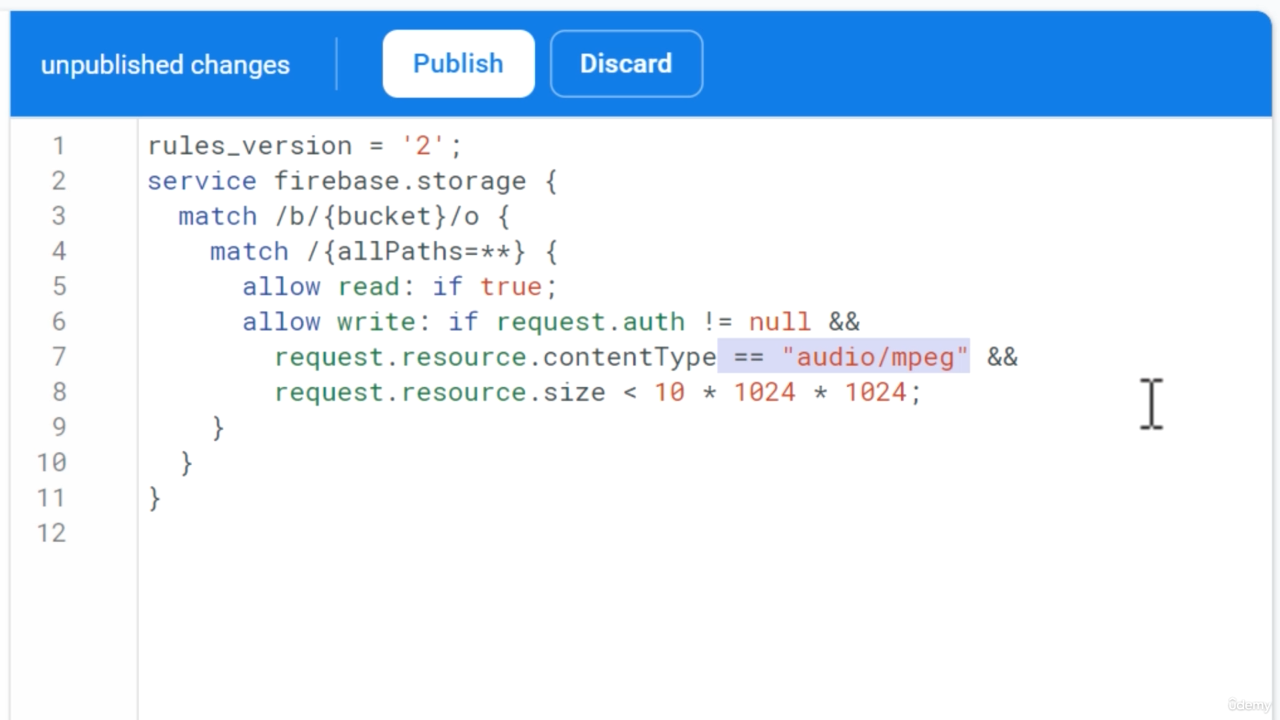 unpublished changes Publish Discard
1 rules_version = '2';
2 service firebase.storage {
3 match /b/{bucket}/o {
4 match /{allPaths=**} {
5 allow read: if true;
6 allow write: if request.auth != null &&
7 request.resource.contentType == "audio/mpeg" &&
8 request.resource.size < 10 * 1024 * 1024;
9 }
10 }
11 }
12
ûdemy